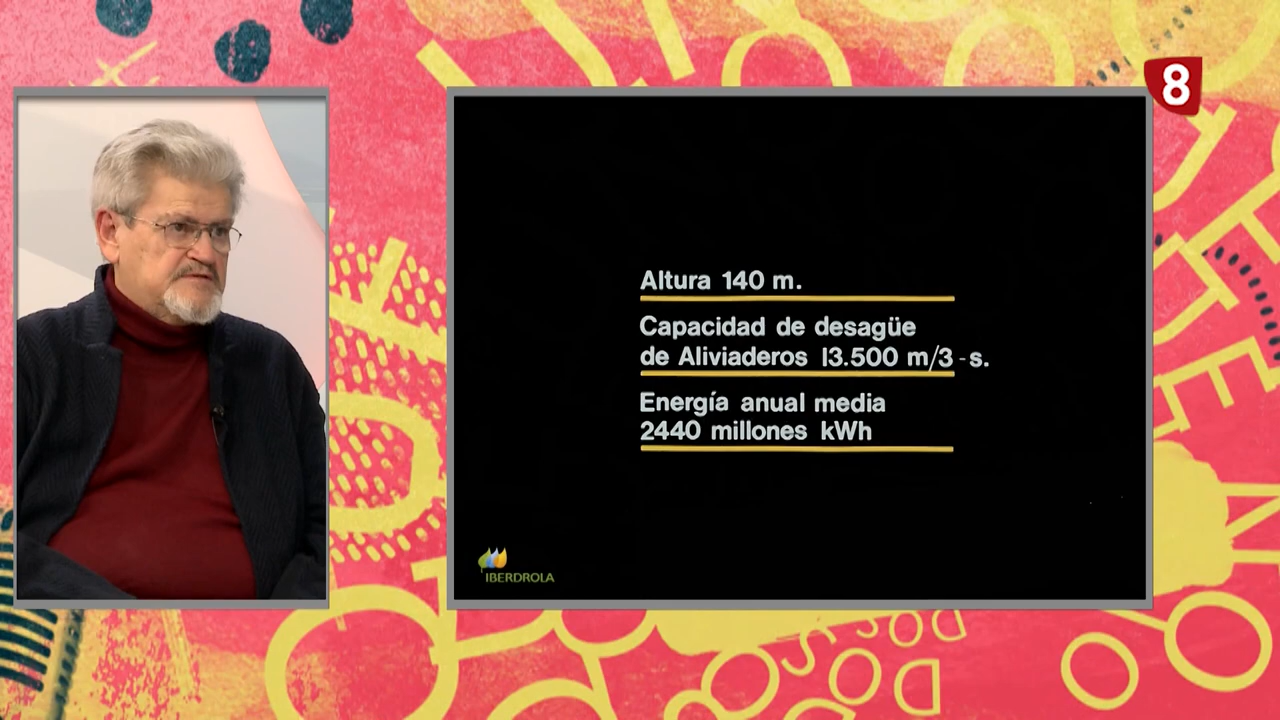 8
Altura 140 m.
Capacidad de desagüe
de Aliviaderos 13.500 m/3-s.
Energía anual media
2440 millones kWh
IBERDROLA